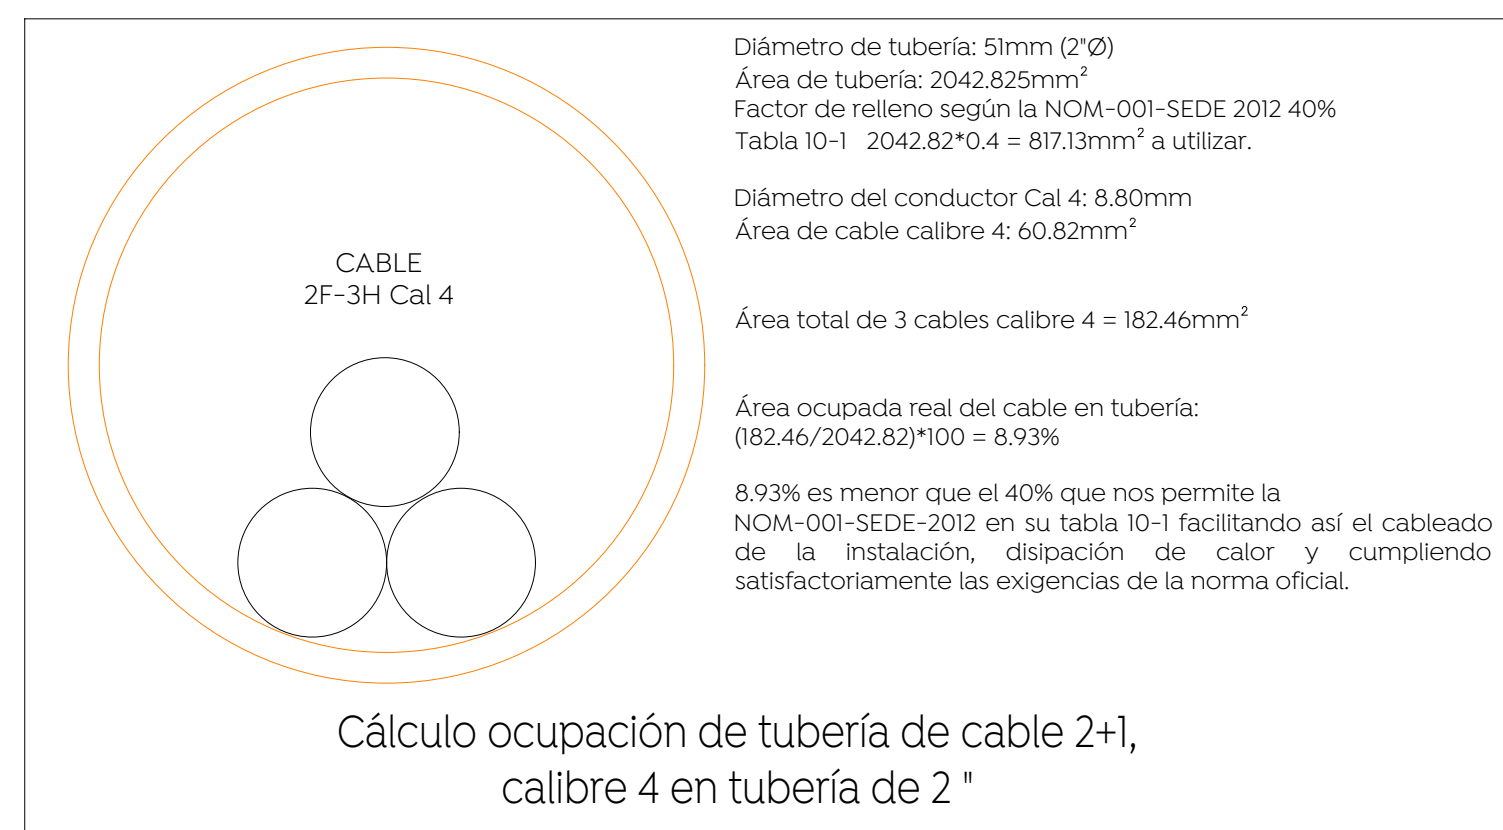 Diámetro de tubería: 51mm (2"Ø)
Área de tubería: 2042.825mm²
Factor de relleno según la NOM-001-SEDE 2012 40%
Tabla 10-1   2042.82*0.4 = 817.13mm² a utilizar.
Diámetro del conductor Cal 4: 8.80mm
Área de cable calibre 4: 60.82mm²
CABLE
2F-3H Cal 4
Área total de 3 cables calibre 4 = 182.46mm²
Área ocupada real del cable en tubería:
(182.46/2042.82)*100 = 8.93%
8.93% es menor que el 40% que nos permite la
NOM-001-SEDE-2012 en su tabla 10-1 facilitando así el cableado
de la instalación, disipación de calor y cumpliendo
satisfactoriamente las exigencias de la norma oficial.
Cálculo ocupación de tubería de cable 2+1,
calibre 4 en tubería de 2 "